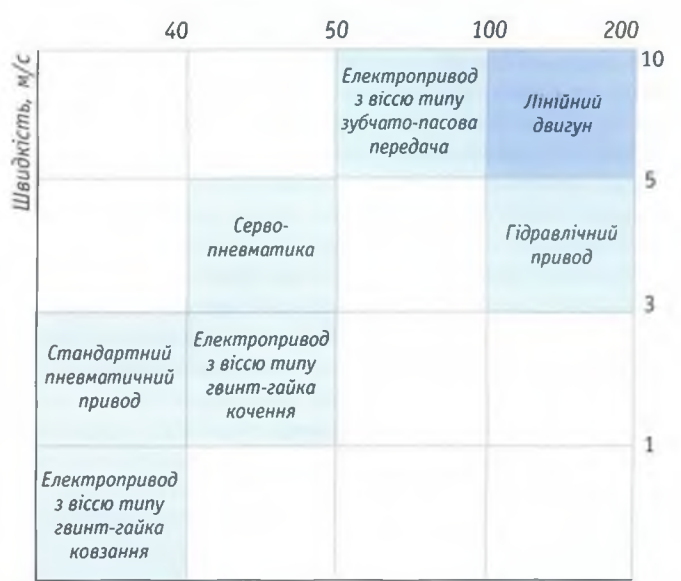 40 50 100 200
Швидкість, м/с
10
Електропривод
з віссю типу
зубчато-пасова
передача
Лінійний
двигун
5
Серво-
пневматика
Гідравлічний
привод
3
Стандартний
пневматичний
привод
Електропривод
з віссю типу
гвинт-гайка
кочення
1
Електропривод
з віссю типу
гвинт-гайка
ковзання